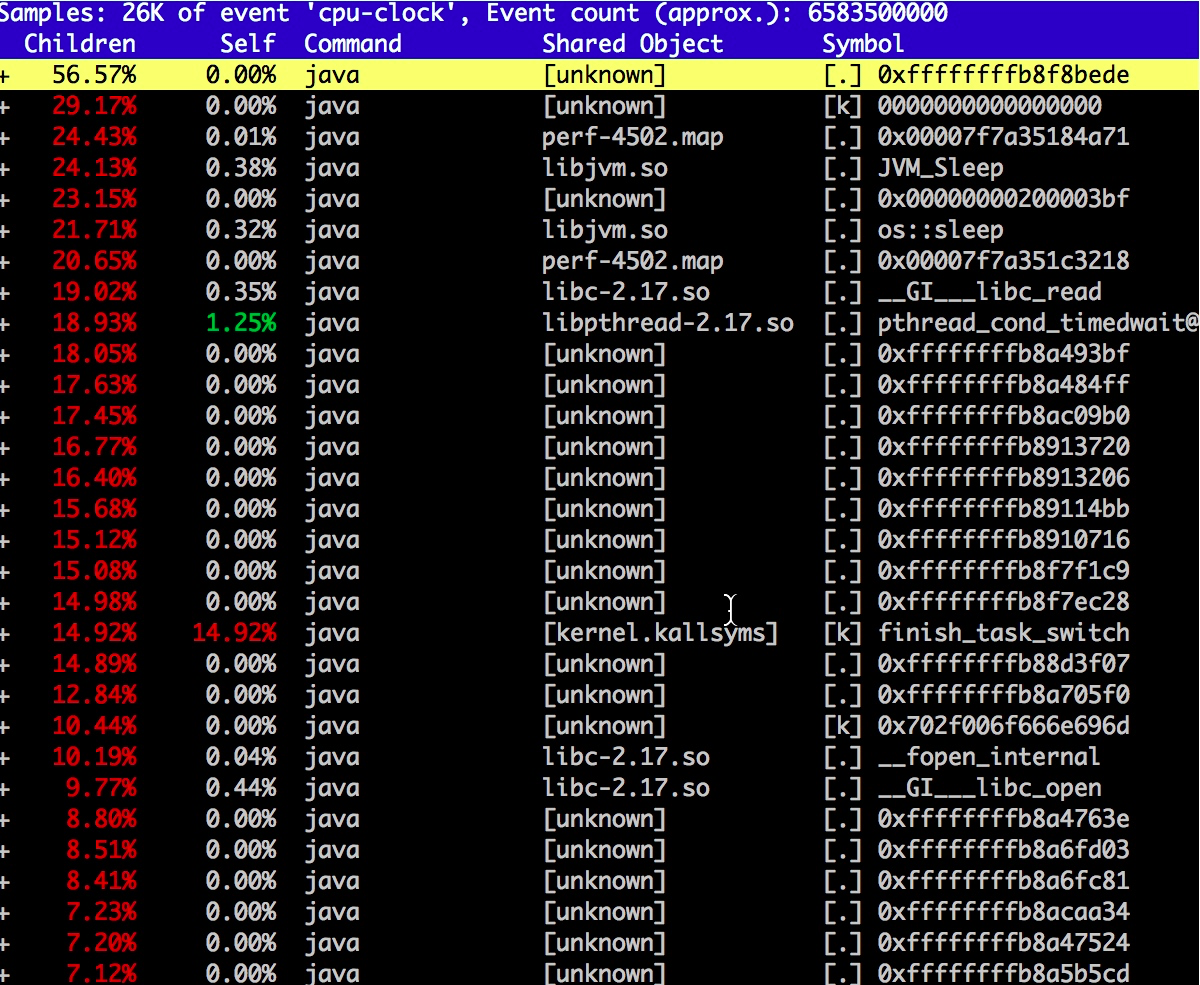 Samples: 26K of event 'cpu-clock', Event count (approx.): 6583500000
Children Self Command Shared Object Symbol
+ 56.57% 0.00% java [unknown] [.] 0xffffffffb8f8bede
+ 29.17% 0.00% java [unknown] [k] 0000000000000000
+ 24.43% 0.01% java perf-4502.map [.] 0x00007f7a35184a71
+ 24.13% 0.38% java libjvm.so [.] JVM_Sleep
+ 23.15% 0.00% java [unknown] [.] 0x00000000200003bf
+ 21.71% 0.32% java libjvm.so [.] os::sleep
+ 20.65% 0.00% java perf-4502.map [.] 0x00007f7a351c3218
+ 19.02% 0.35% java libc-2.17.so [.] __GI___libc_read
+ 18.93% 1.25% java libpthread-2.17.so [.] pthread_cond_timedwait@
+ 18.05% 0.00% java [unknown] [.] 0xffffffffb8a493bf
+ 17.63% 0.00% java [unknown] [.] 0xffffffffb8a484ff
+ 17.45% 0.00% java [unknown] [.] 0xffffffffb8ac09b0
+ 16.77% 0.00% java [unknown] [.] 0xffffffffb8913720
+ 16.40% 0.00% java [unknown] [.] 0xffffffffb8913206
+ 15.68% 0.00% java [unknown] [.] 0xffffffffb89114bb
+ 15.12% 0.00% java [unknown] [.] 0xffffffffb8910716
+ 15.08% 0.00% java [unknown] [.] 0xffffffffb8f7f1c9
+ 14.98% 0.00% java [unknown] [.] 0xffffffffb8f7ec28
+ 14.92% 14.92% java [kernel.kallsyms] [k] finish_task_switch
+ 14.89% 0.00% java [unknown] [.] 0xffffffffb88d3f07
+ 12.84% 0.00% java [unknown] [.] 0xffffffffb8a705f0
+ 10.44% 0.00% java [unknown] [k] 0x702f006f666e696d
+ 10.19% 0.04% java libc-2.17.so [.] __fopen_internal
+ 9.77% 0.44% java libc-2.17.so [.] __GI___libc_open
+ 8.80% 0.00% java [unknown] [.] 0xffffffffb8a4763e
+ 8.51% 0.00% java [unknown] [.] 0xffffffffb8a6fd03
+ 8.41% 0.00% java [unknown] [.] 0xffffffffb8a6fc81
+ 7.23% 0.00% java [unknown] [.] 0xffffffffb8acaa34
+ 7.20% 0.00% java [unknown] [.] 0xffffffffb8a47524
+ 7.12% 0.00% java [unknown] [.] 0xffffffffb8a5b5cd